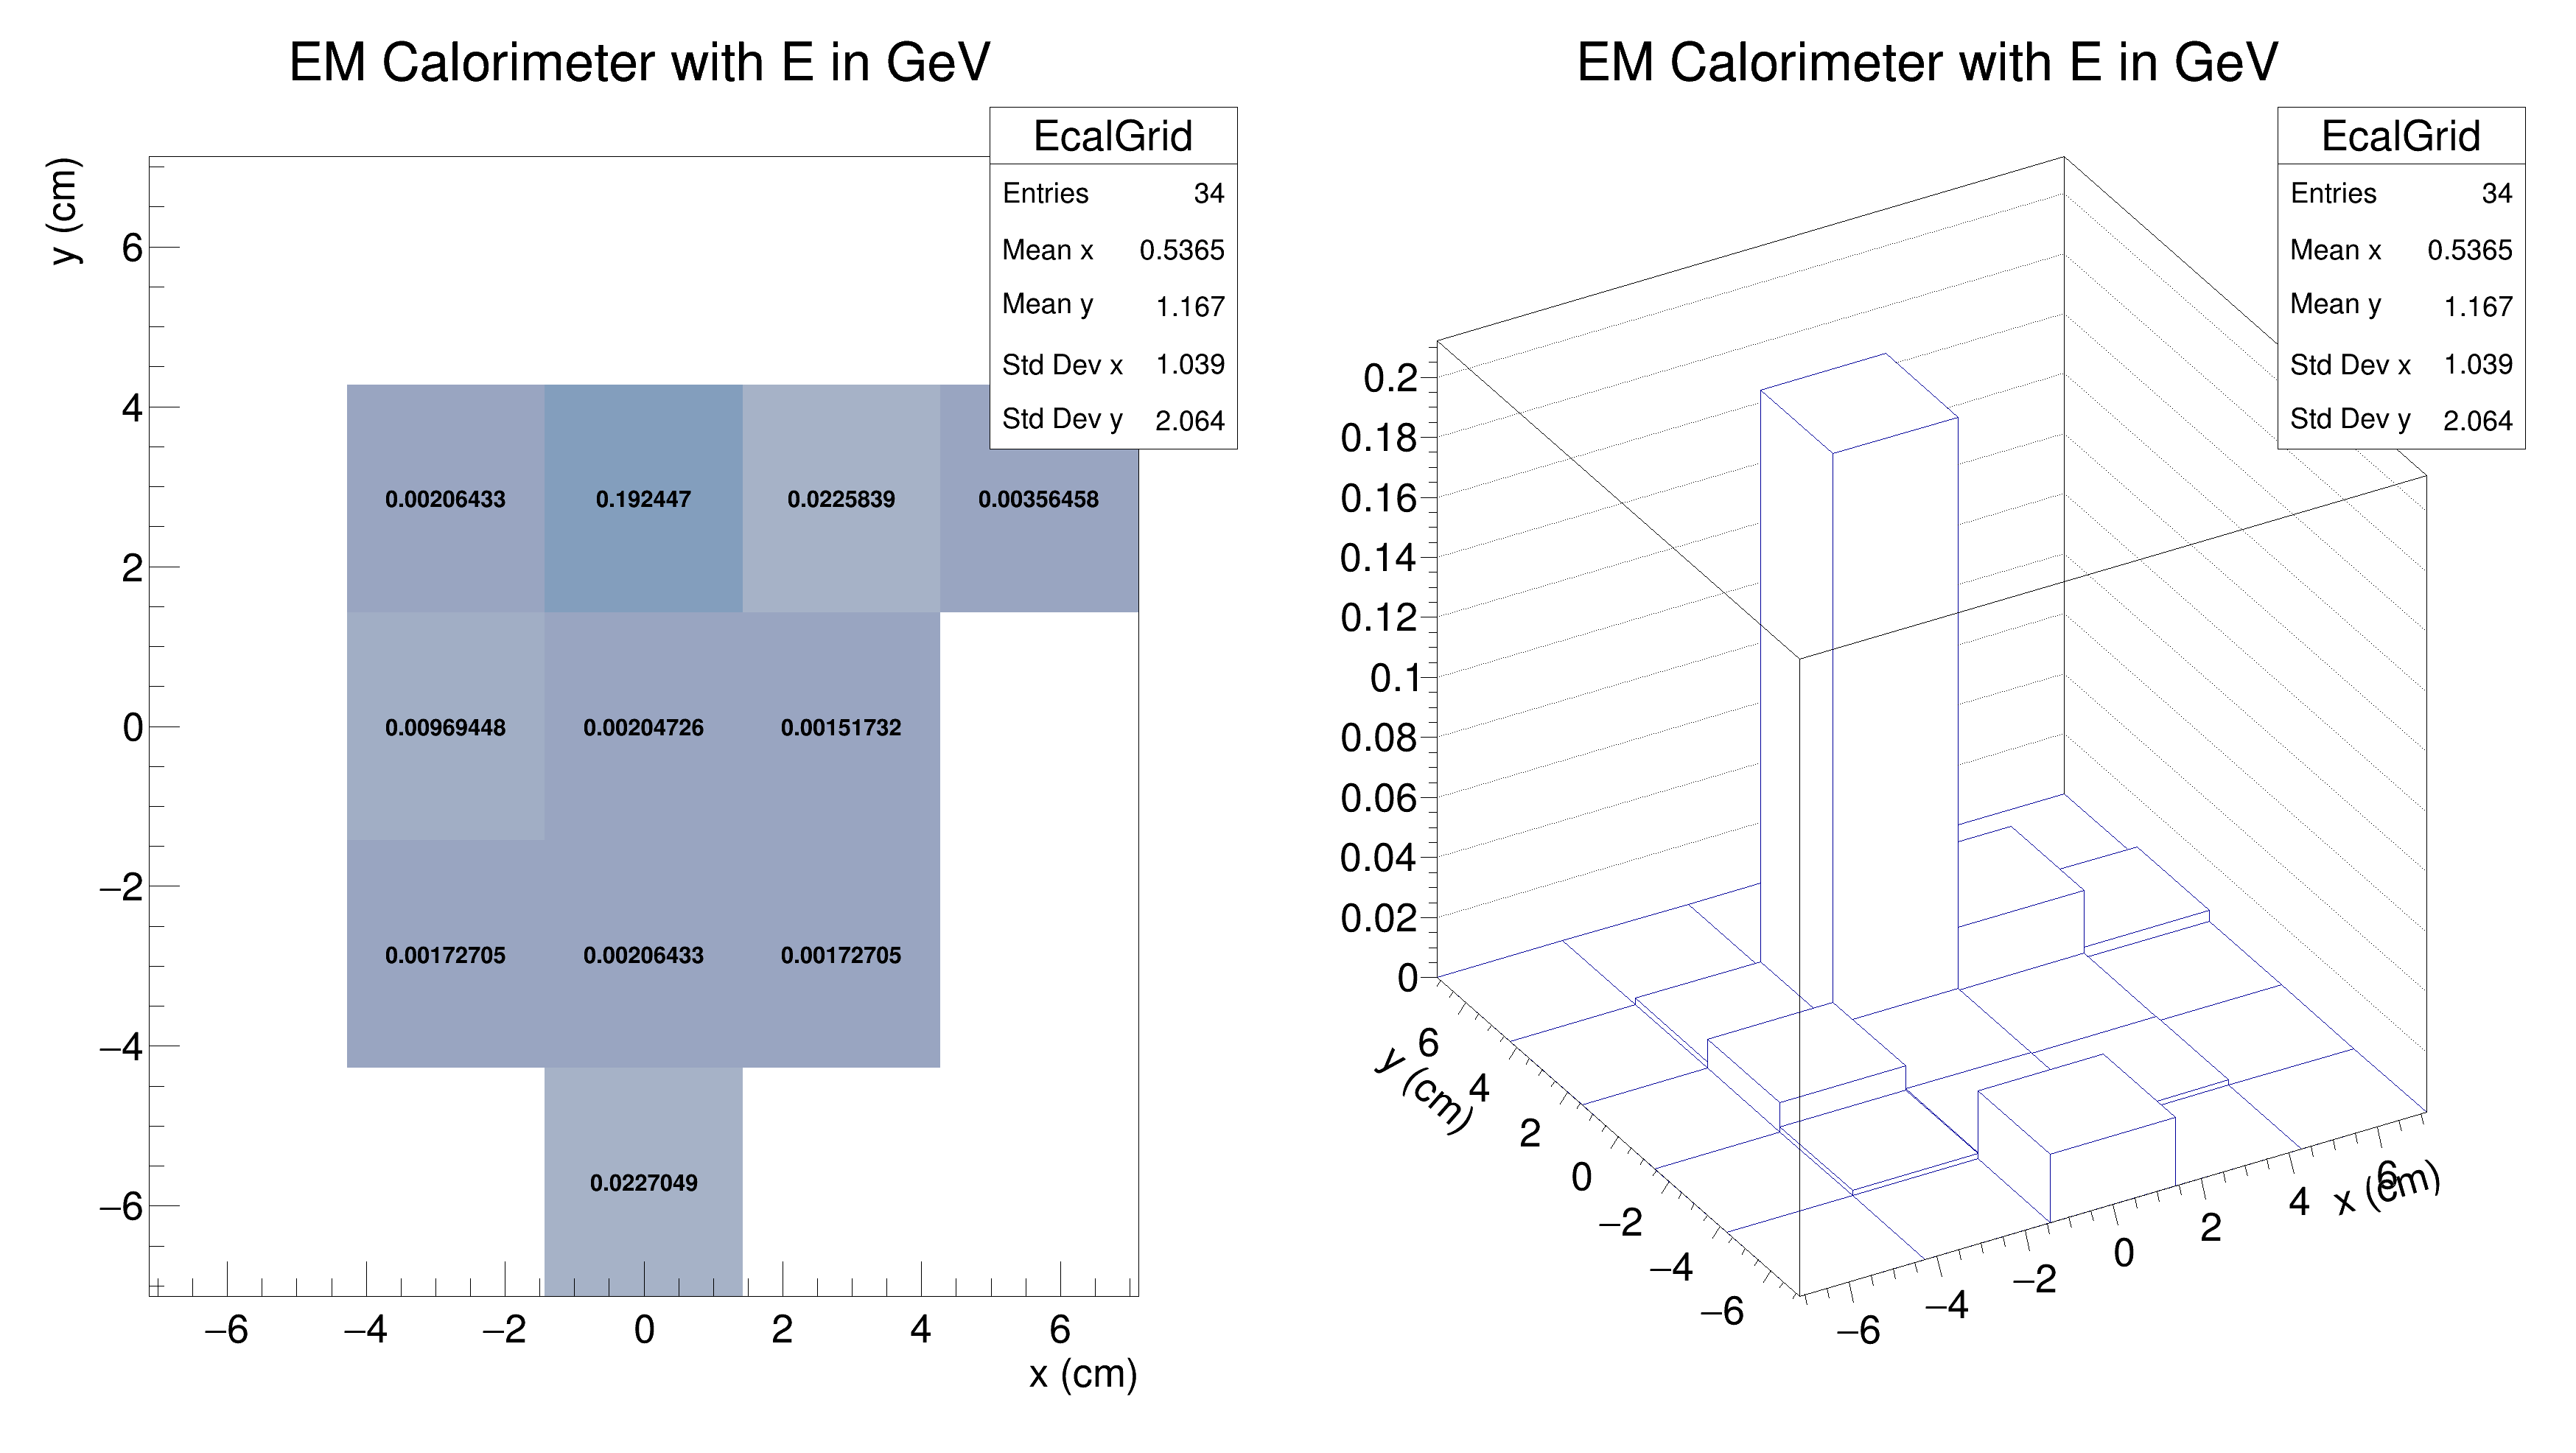 EM Calorimeter with E in GeV
EcalGrid
Entries 34
Mean x 0.5365
Mean y 1.167
Std Dev x 1.039
Std Dev y 2.064
y (cm)
6
4
2
0
−2
−4
−6
0.00206433 0.192447 0.0225839 0.00356458
0.00969448 0.00204726 0.00151732
0.00172705 0.00206433 0.00172705
0.0227049
−6 −4 −2 0 2 4 6
x (cm)
EM Calorimeter with E in GeV
EcalGrid
Entries 34
Mean x 0.5365
Mean y 1.167
Std Dev x 1.039
Std Dev y 2.064
0.2
0.18
0.16
0.14
0.12
0.1
0.08
0.06
0.04
0.02
0
y (cm)
6
4
2
0
−2
−4
−6
−6 −4 −2 0 2 4 6
x (cm)